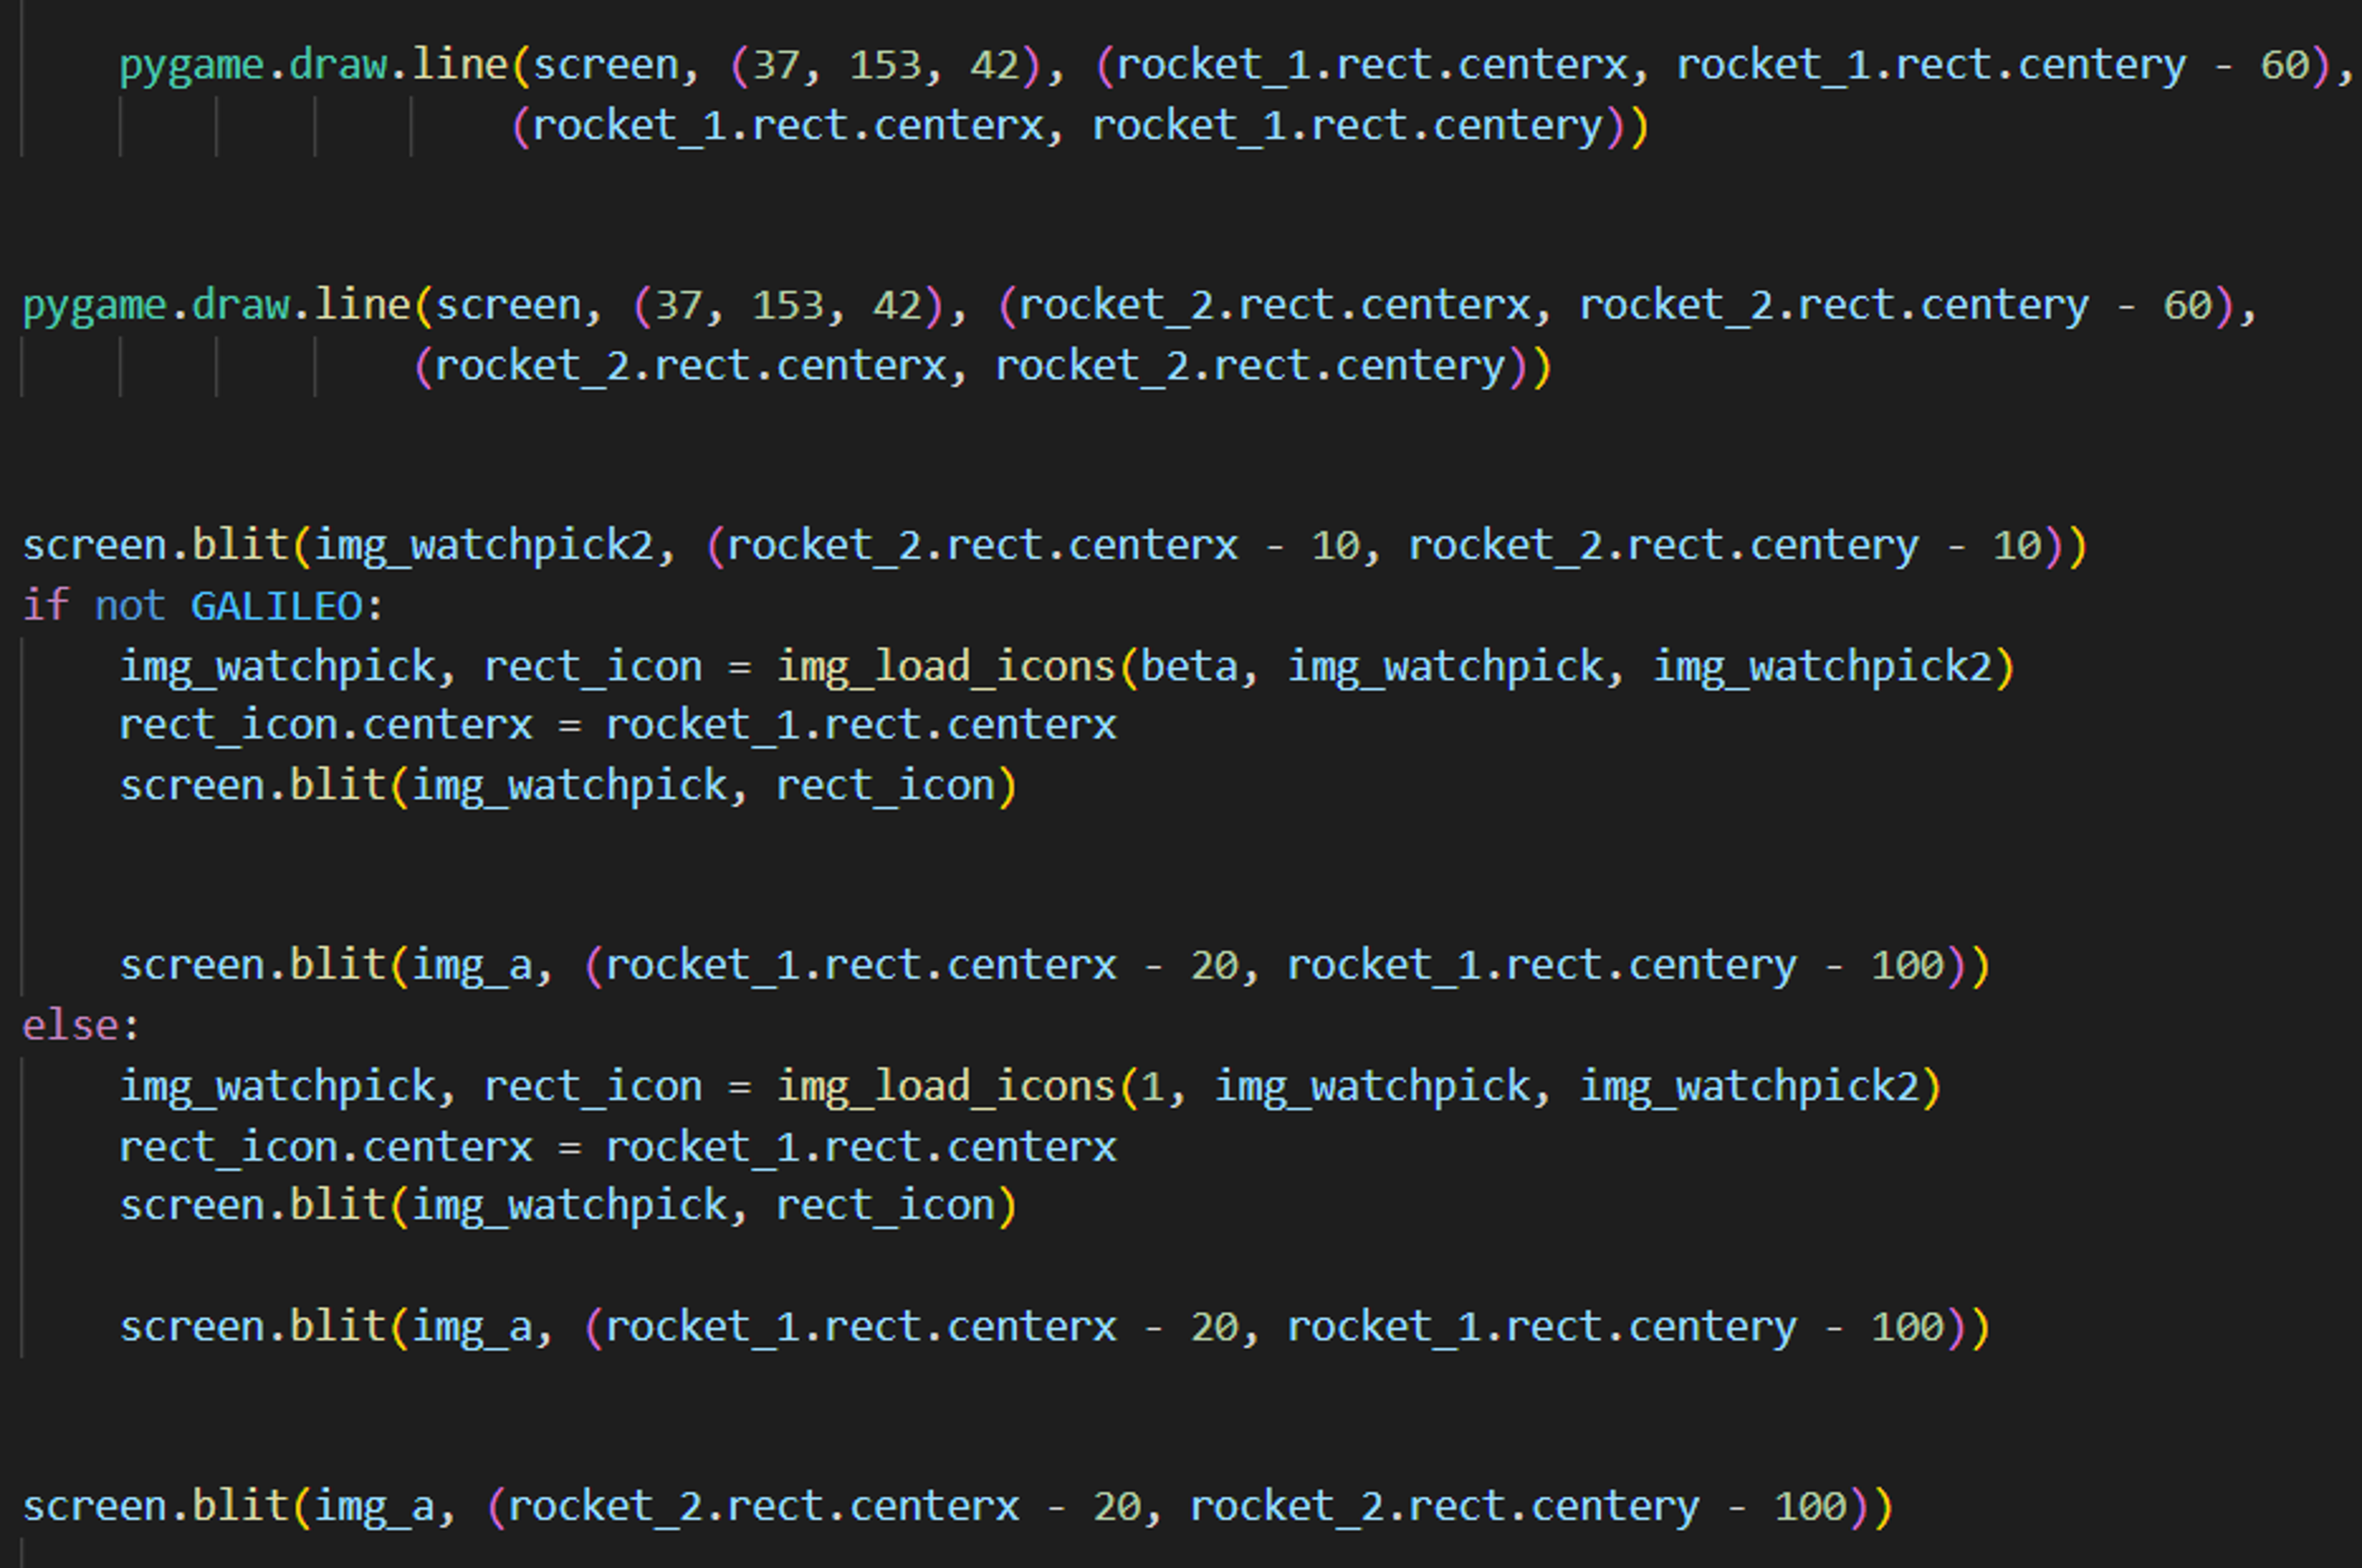 pygame.draw.line(screen, (37, 153, 42), (rocket_1.rect.centerx, rocket_1.rect.centery - 60),
(rocket_1.rect.centerx, rocket_1.rect.centery))
pygame.draw.line(screen, (37, 153, 42), (rocket_2.rect.centerx, rocket_2.rect.centery - 60),
(rocket_2.rect.centerx, rocket_2.rect.centery))
screen.blit(img_watchpick2, (rocket_2.rect.centerx - 10, rocket_2.rect.centery - 10))
if not GALILEO:
img_watchpick, rect_icon = img_load_icons(beta, img_watchpick, img_watchpick2)
rect_icon.centerx = rocket_1.rect.centerx
screen.blit(img_watchpick, rect_icon)
screen.blit(img_a, (rocket_1.rect.centerx - 20, rocket_1.rect.centery - 100))
else:
img_watchpick, rect_icon = img_load_icons(1, img_watchpick, img_watchpick2)
rect_icon.centerx = rocket_1.rect.centerx
screen.blit(img_watchpick, rect_icon)
screen.blit(img_a, (rocket_1.rect.centerx - 20, rocket_1.rect.centery - 100))
screen.blit(img_a, (rocket_2.rect.centerx - 20, rocket_2.rect.centery - 100))